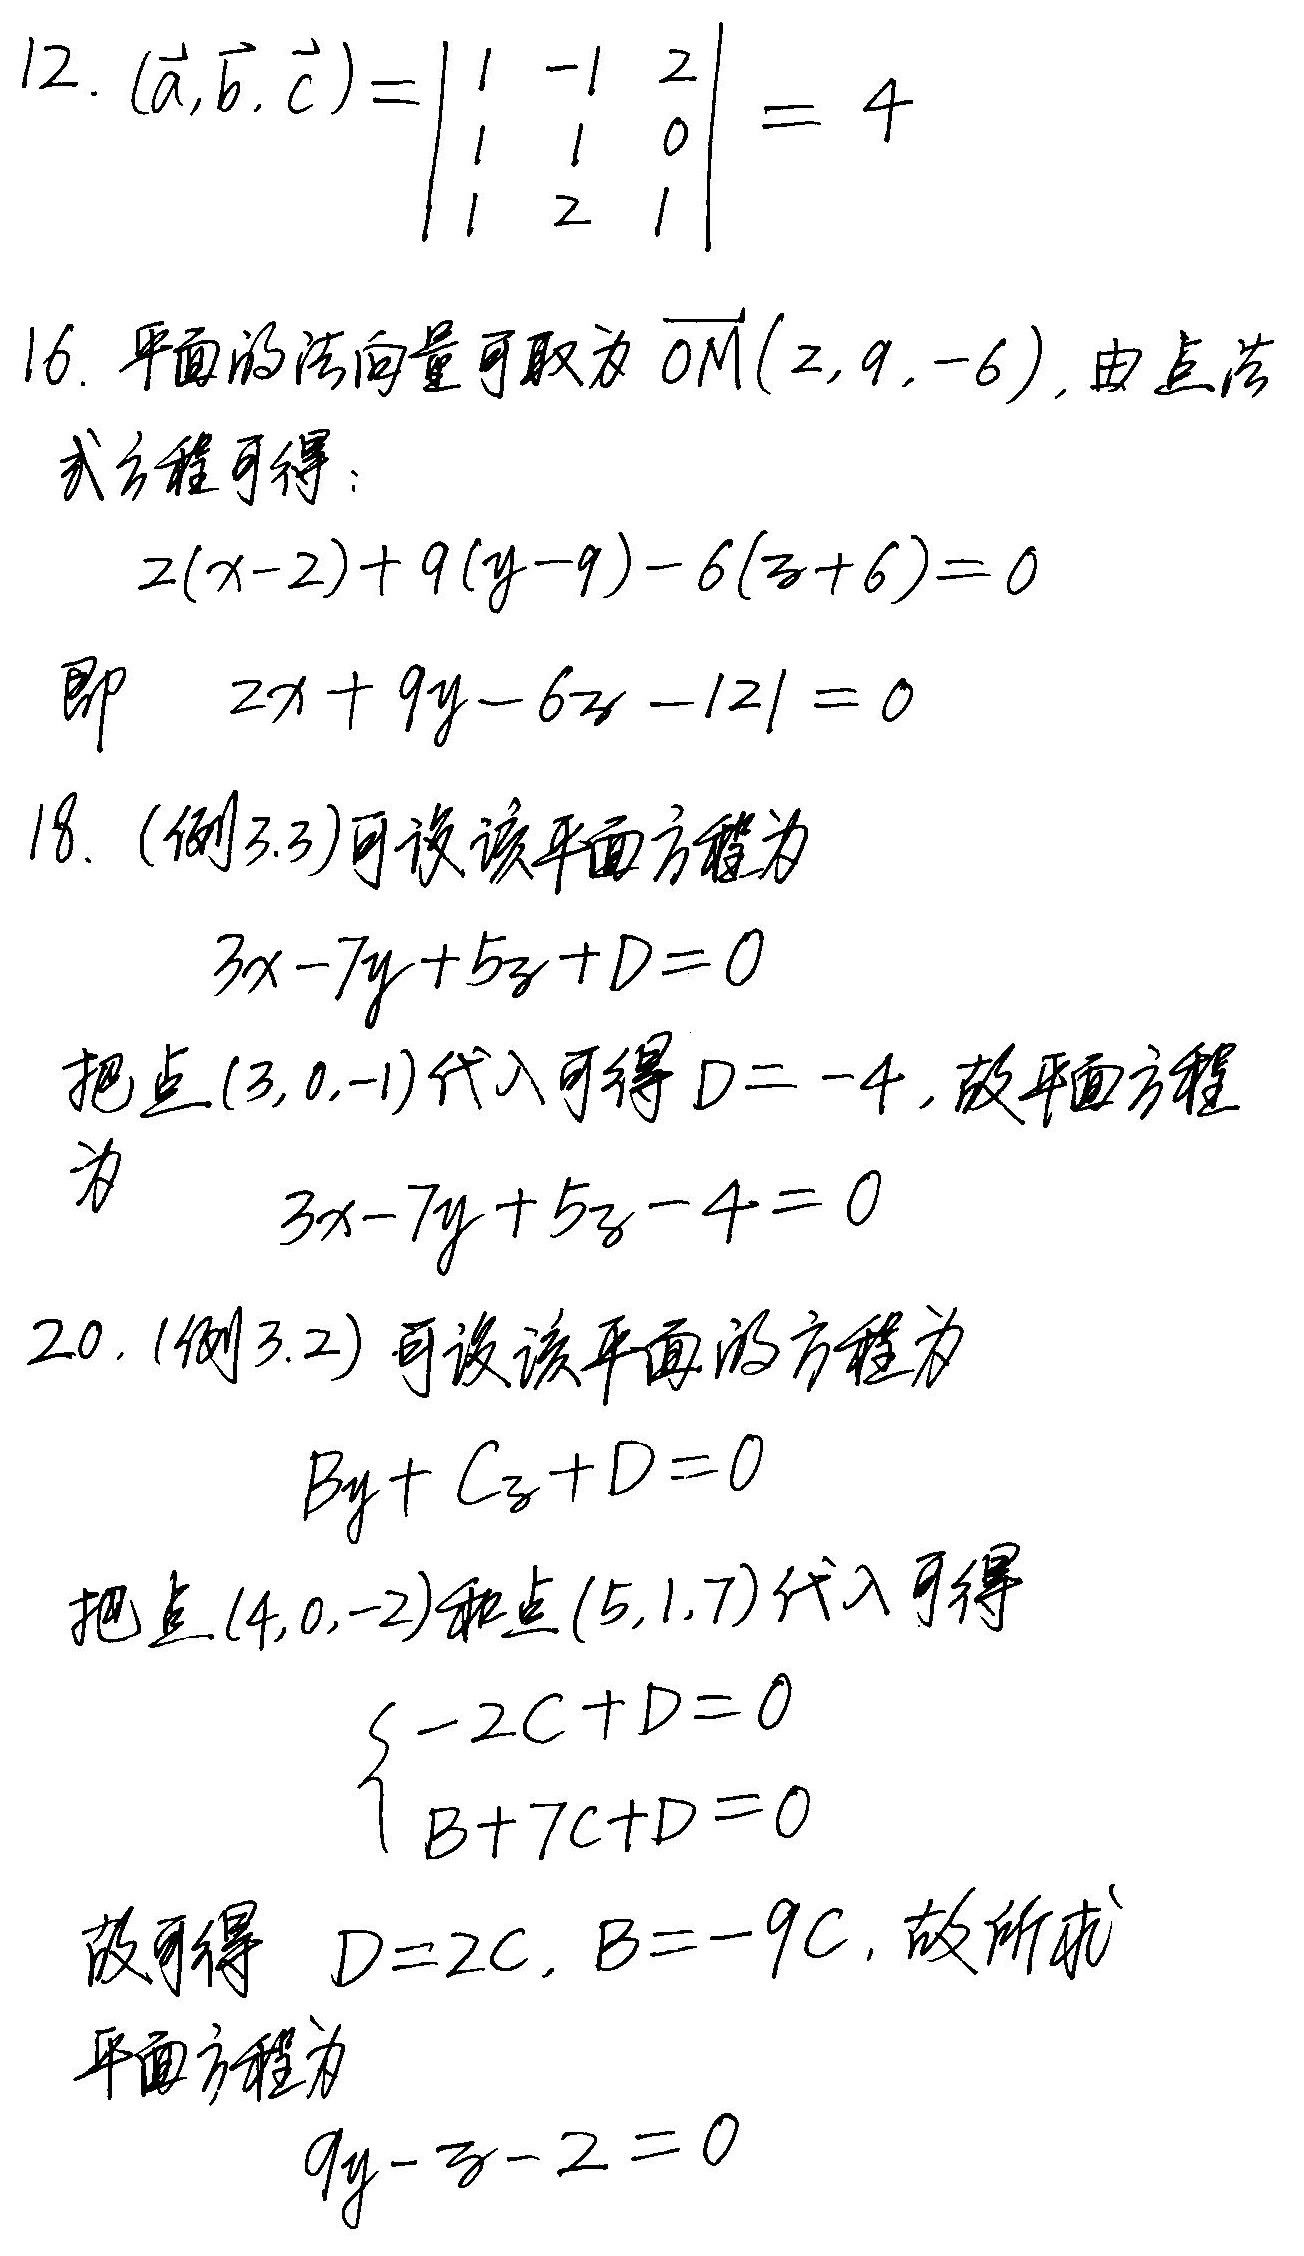 12. (a⃗, b⃗, c⃗) = | 1 -1 2 | = 4
| 1 1 0 |
| 1 2 1 |
16. 平面的法向量可取为 OM(2, 9, -6), 由点法
式方程可得:
2(x-2)+9(y-9)-6(z+6)=0
即 2x+9y-6z-121=0
18. (例3.3)可设该平面方程为
3x-7y+5z+D=0
把点(3,0,-1)代入可得 D=-4, 故平面方程
为
3x-7y+5z-4=0
20. (例3.2) 可设该平面的方程为
By+Cz+D=0
把点(4,0,-2)和点(5,1,7)代入可得
{ -2C+D=0
B+7C+D=0
故可得 D=2C, B=-9C, 故所求
平面方程为
9y-z-2=0